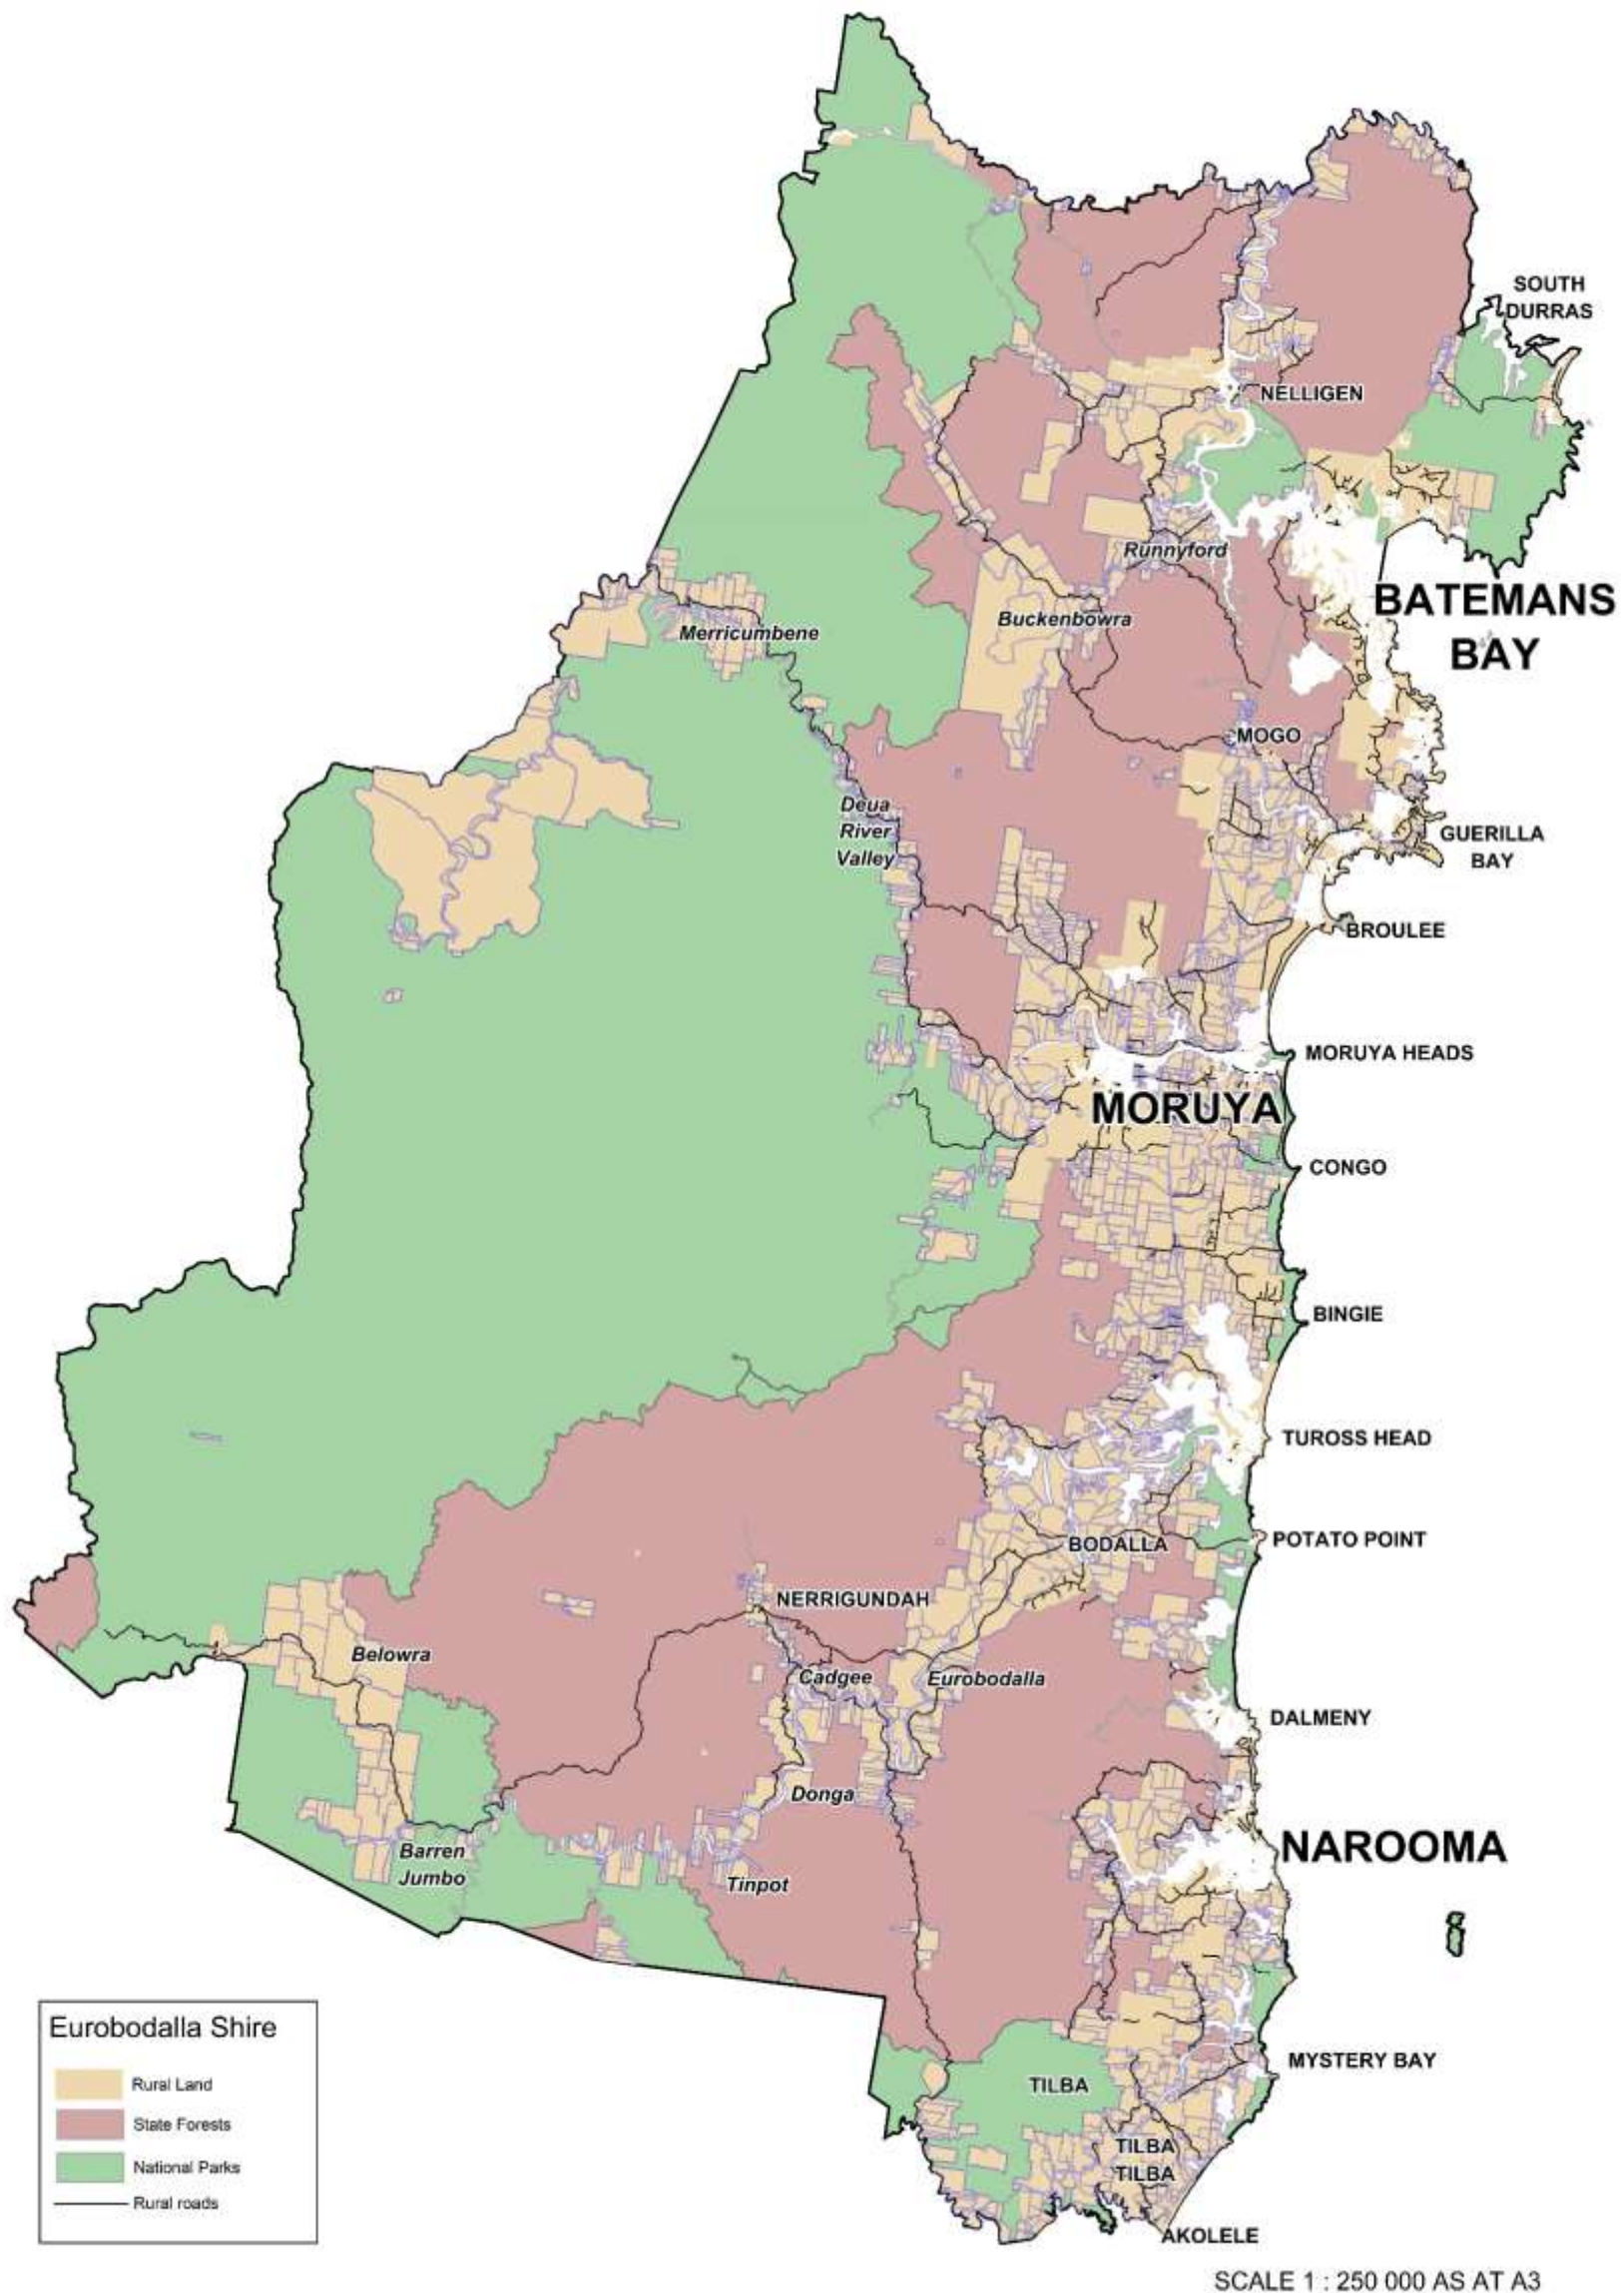 SOUTH
DURRAS
NELLIGEN
Runnyford
BATEMANS
BAY
Buckenbowra
Merricumbene
MOGO
Deua
River
Valley
GUERILLA
BAY
BROULEE
MORUYA HEADS
MORUYA
CONGO
BINGIE
TUROSS HEAD
POTATO POINT
BODALLA
NERRIGUNDAH
Belowra
Cadgee
Eurobodalla
DALMENY
Donga
NAROOMA
Barren
Jumbo
Tinpot
Eurobodalla Shire
Rural Land
State Forests
National Parks
Rural roads
MYSTERY BAY
TILBA
TILBA
TILBA
AKOLELE
SCALE 1 : 250 000 AS AT A3